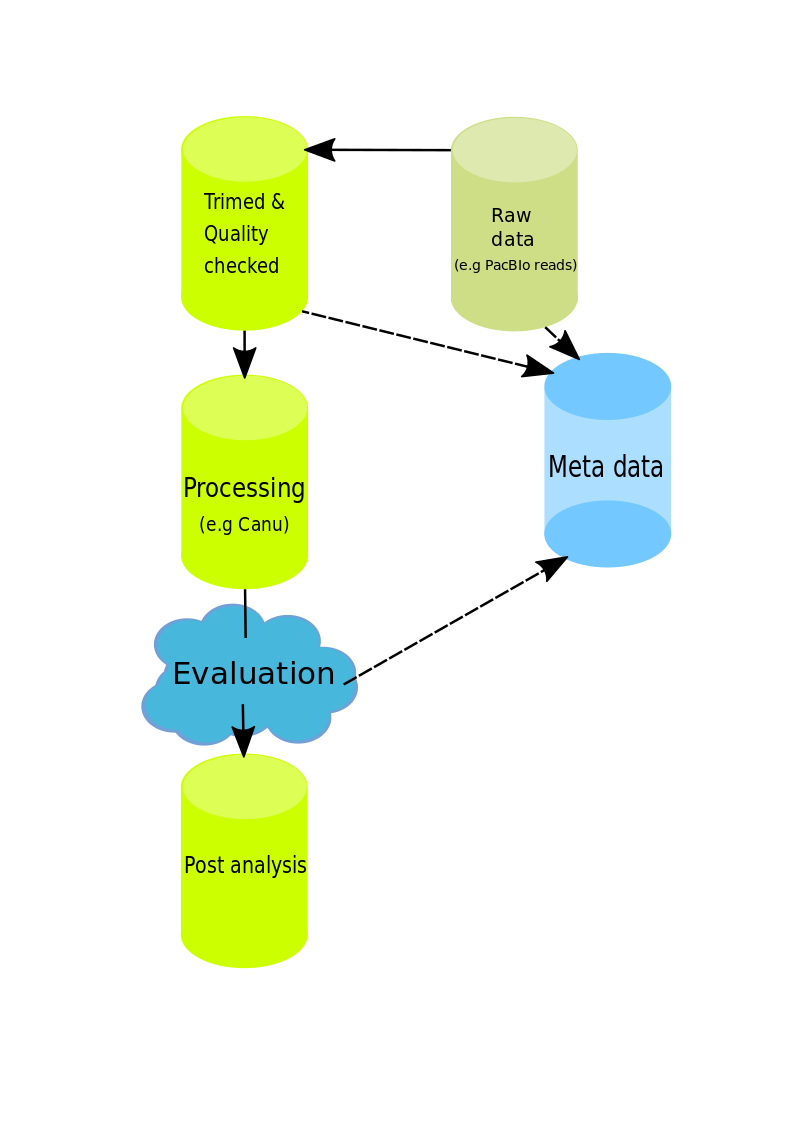 Trimed &
Quality
checked
Raw
data
(e.g PacBIo reads)
Meta data
Processing
(e.g Canu)
Evaluation
Post analysis